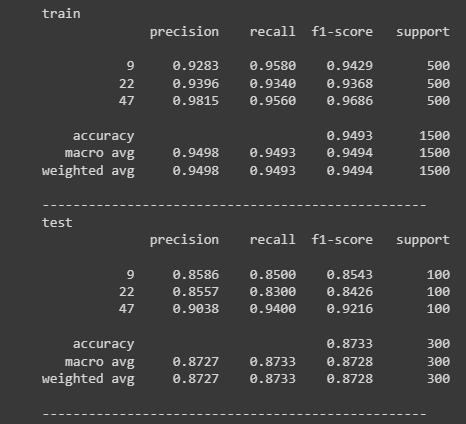 train
precision recall f1-score support
9 0.9283 0.9580 0.9429 500
22 0.9396 0.9340 0.9368 500
47 0.9815 0.9560 0.9686 500
accuracy 0.9493 1500
macro avg 0.9498 0.9493 0.9494 1500
weighted avg 0.9498 0.9493 0.9494 1500
--------------------------------------------------
test
precision recall f1-score support
9 0.8586 0.8500 0.8543 100
22 0.8557 0.8300 0.8426 100
47 0.9038 0.9400 0.9216 100
accuracy 0.8733 300
macro avg 0.8727 0.8733 0.8728 300
weighted avg 0.8727 0.8733 0.8728 300
--------------------------------------------------